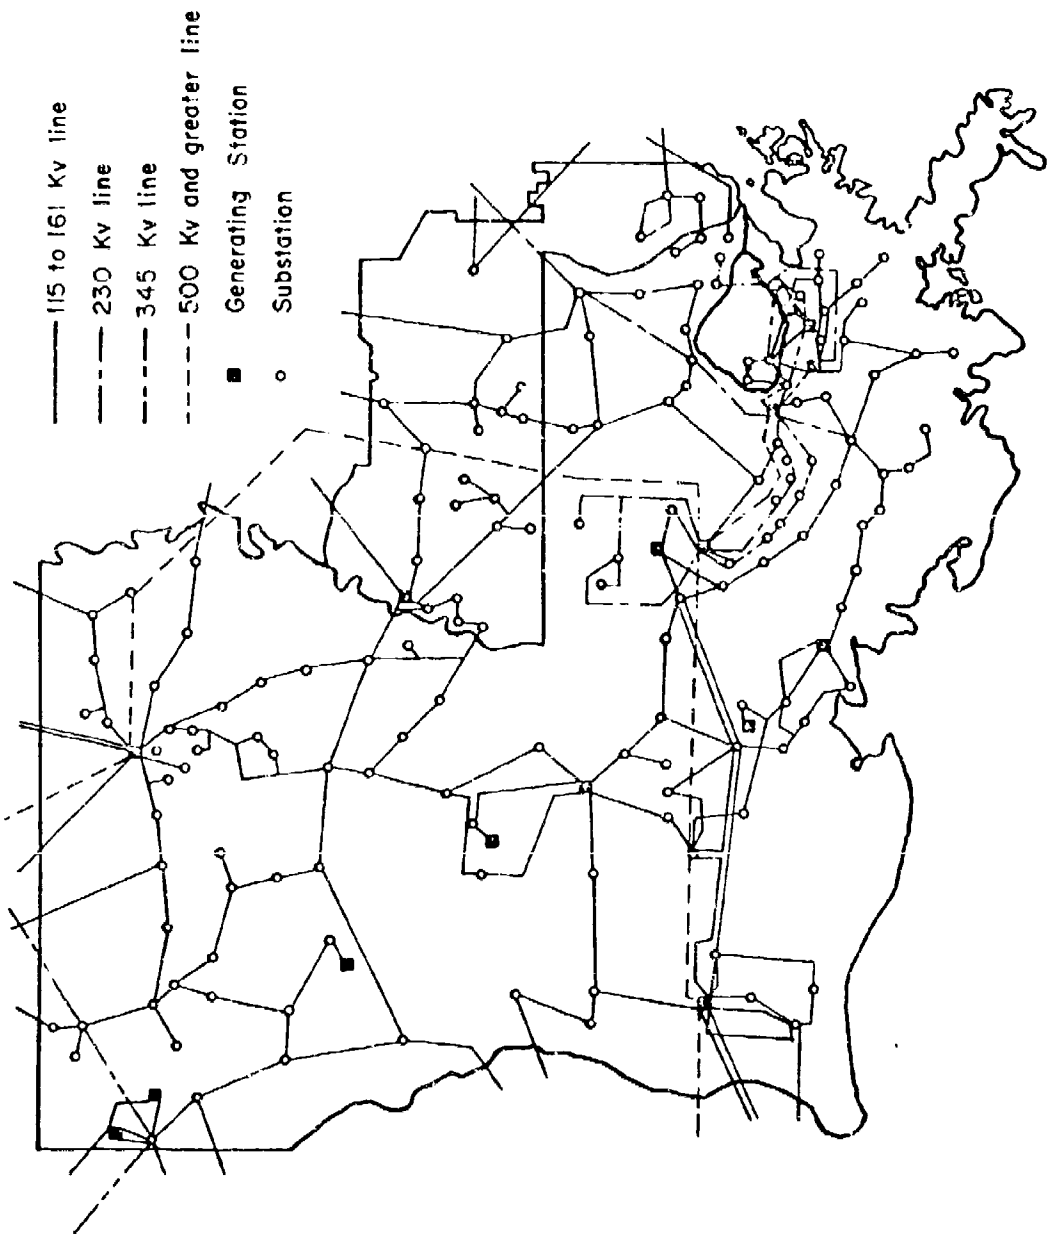 115 to 161 Kv line
230 Kv line
345 Kv line
500 Kv and greater line
Generating Station
Substation